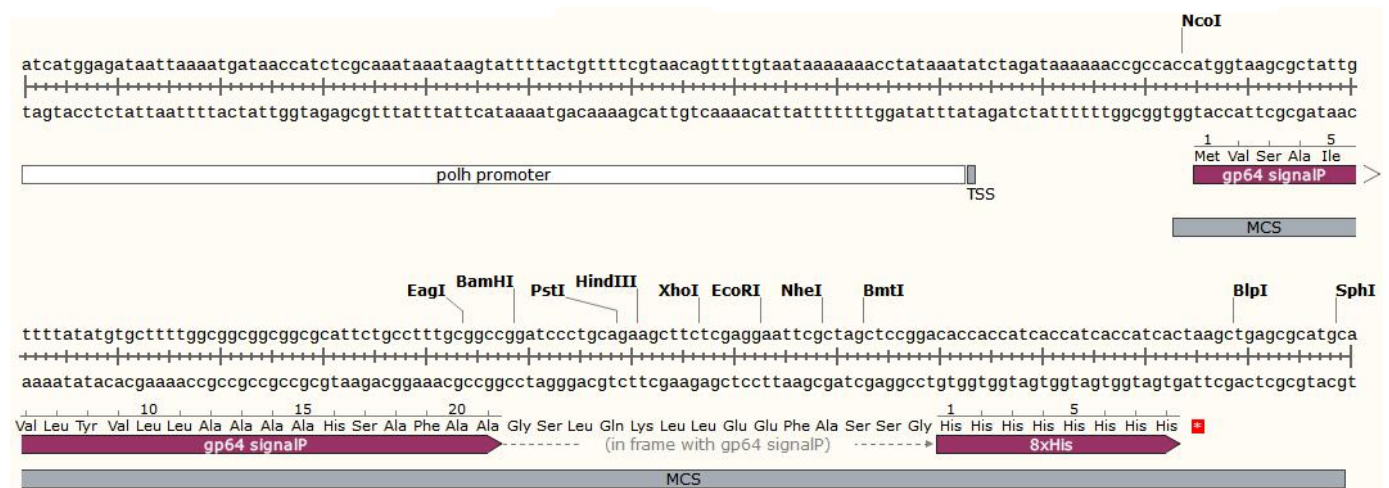 NcoI
atcatggagataattaaaatgataaccatctcgcaaataaataagtattttactgttttcgtaacagttttgtaataaaaaaacctataaatatctagataaaaaaccgccaccatggtaagcgctattg
tagtacctctattaattttactattggtagagcgtttatttattcataaaatgacaaaagcattgtcaaaacattatttttttggatatttatagatctattttttggcggtggtaccattcgcgataac
1 5
Met Val Ser Ala Ile
polh promoter gp64 signalP
TSS
MCS
EagI BamHI PstI HindIII XhoI EcoRI NheI BmtI BlpI SphI
ttttatatgtgcttttggcggcggcggcgcattctgcctttgcggccggatccctgcagaagcttctcgaggaattcgctagctccggacaccaccatcaccatcaccatcactaagctgagcgcatgca
aaaatatacacgaaaaccgccgccgccgcgtaagacggaaacgccggcctagggacgtcttcgaagagctccttaagcgatcgaggcctgtggtggtagtggtagtggtagtgattcgactcgcgtacgt
10 15 20 1 5
Val Leu Tyr Val Leu Leu Ala Ala Ala Ala His Ser Ala Phe Ala Ala Gly Ser Leu Gln Lys Leu Leu Glu Glu Phe Ala Ser Ser Gly His His His His His His His His *
gp64 signalP (in frame with gp64 signalP) 8xHis
MCS